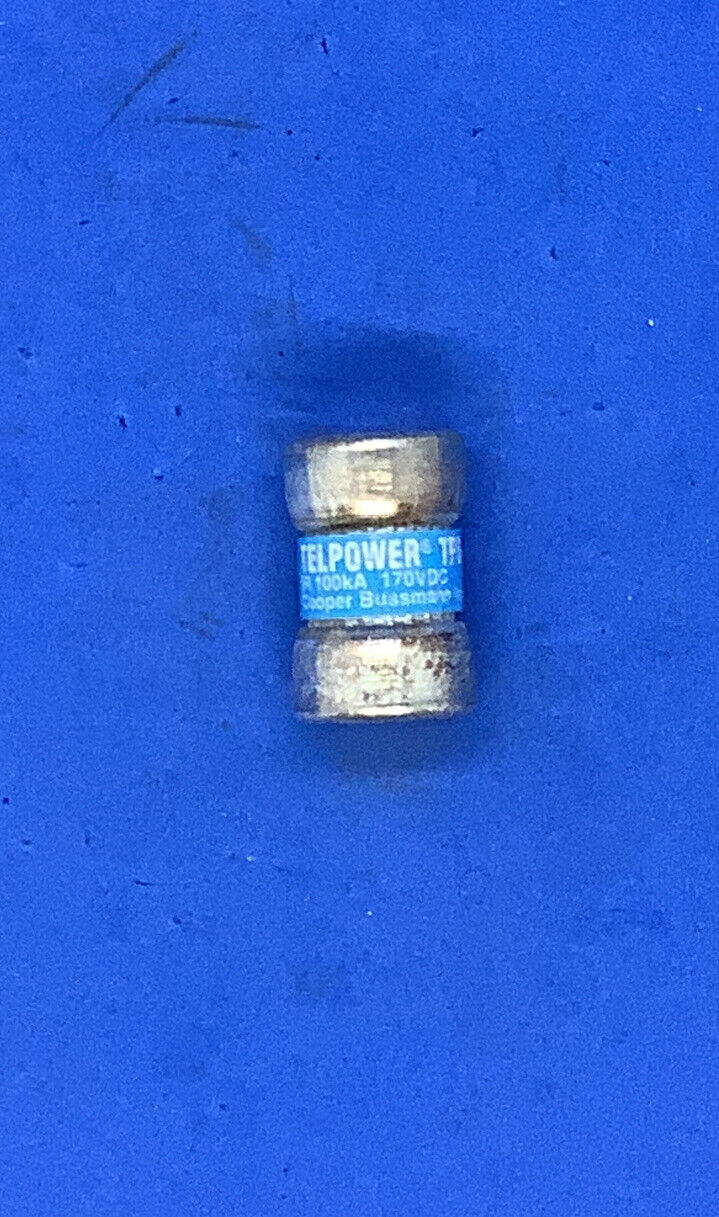 TELPOWER® TP
R 100kA 170VDC
Cooper Bussmann